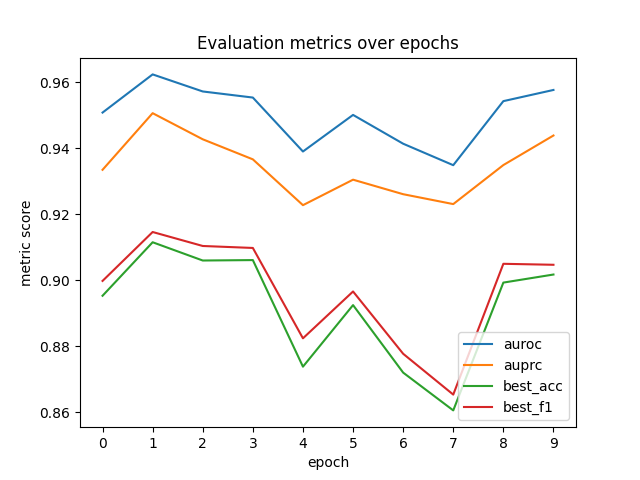 Evaluation metrics over epochs
metric score
0.96
0.94
0.92
0.90
0.88
0.86
auroc
auprc
best_acc
best_f1
0 1 2 3 4 5 6 7 8 9
epoch